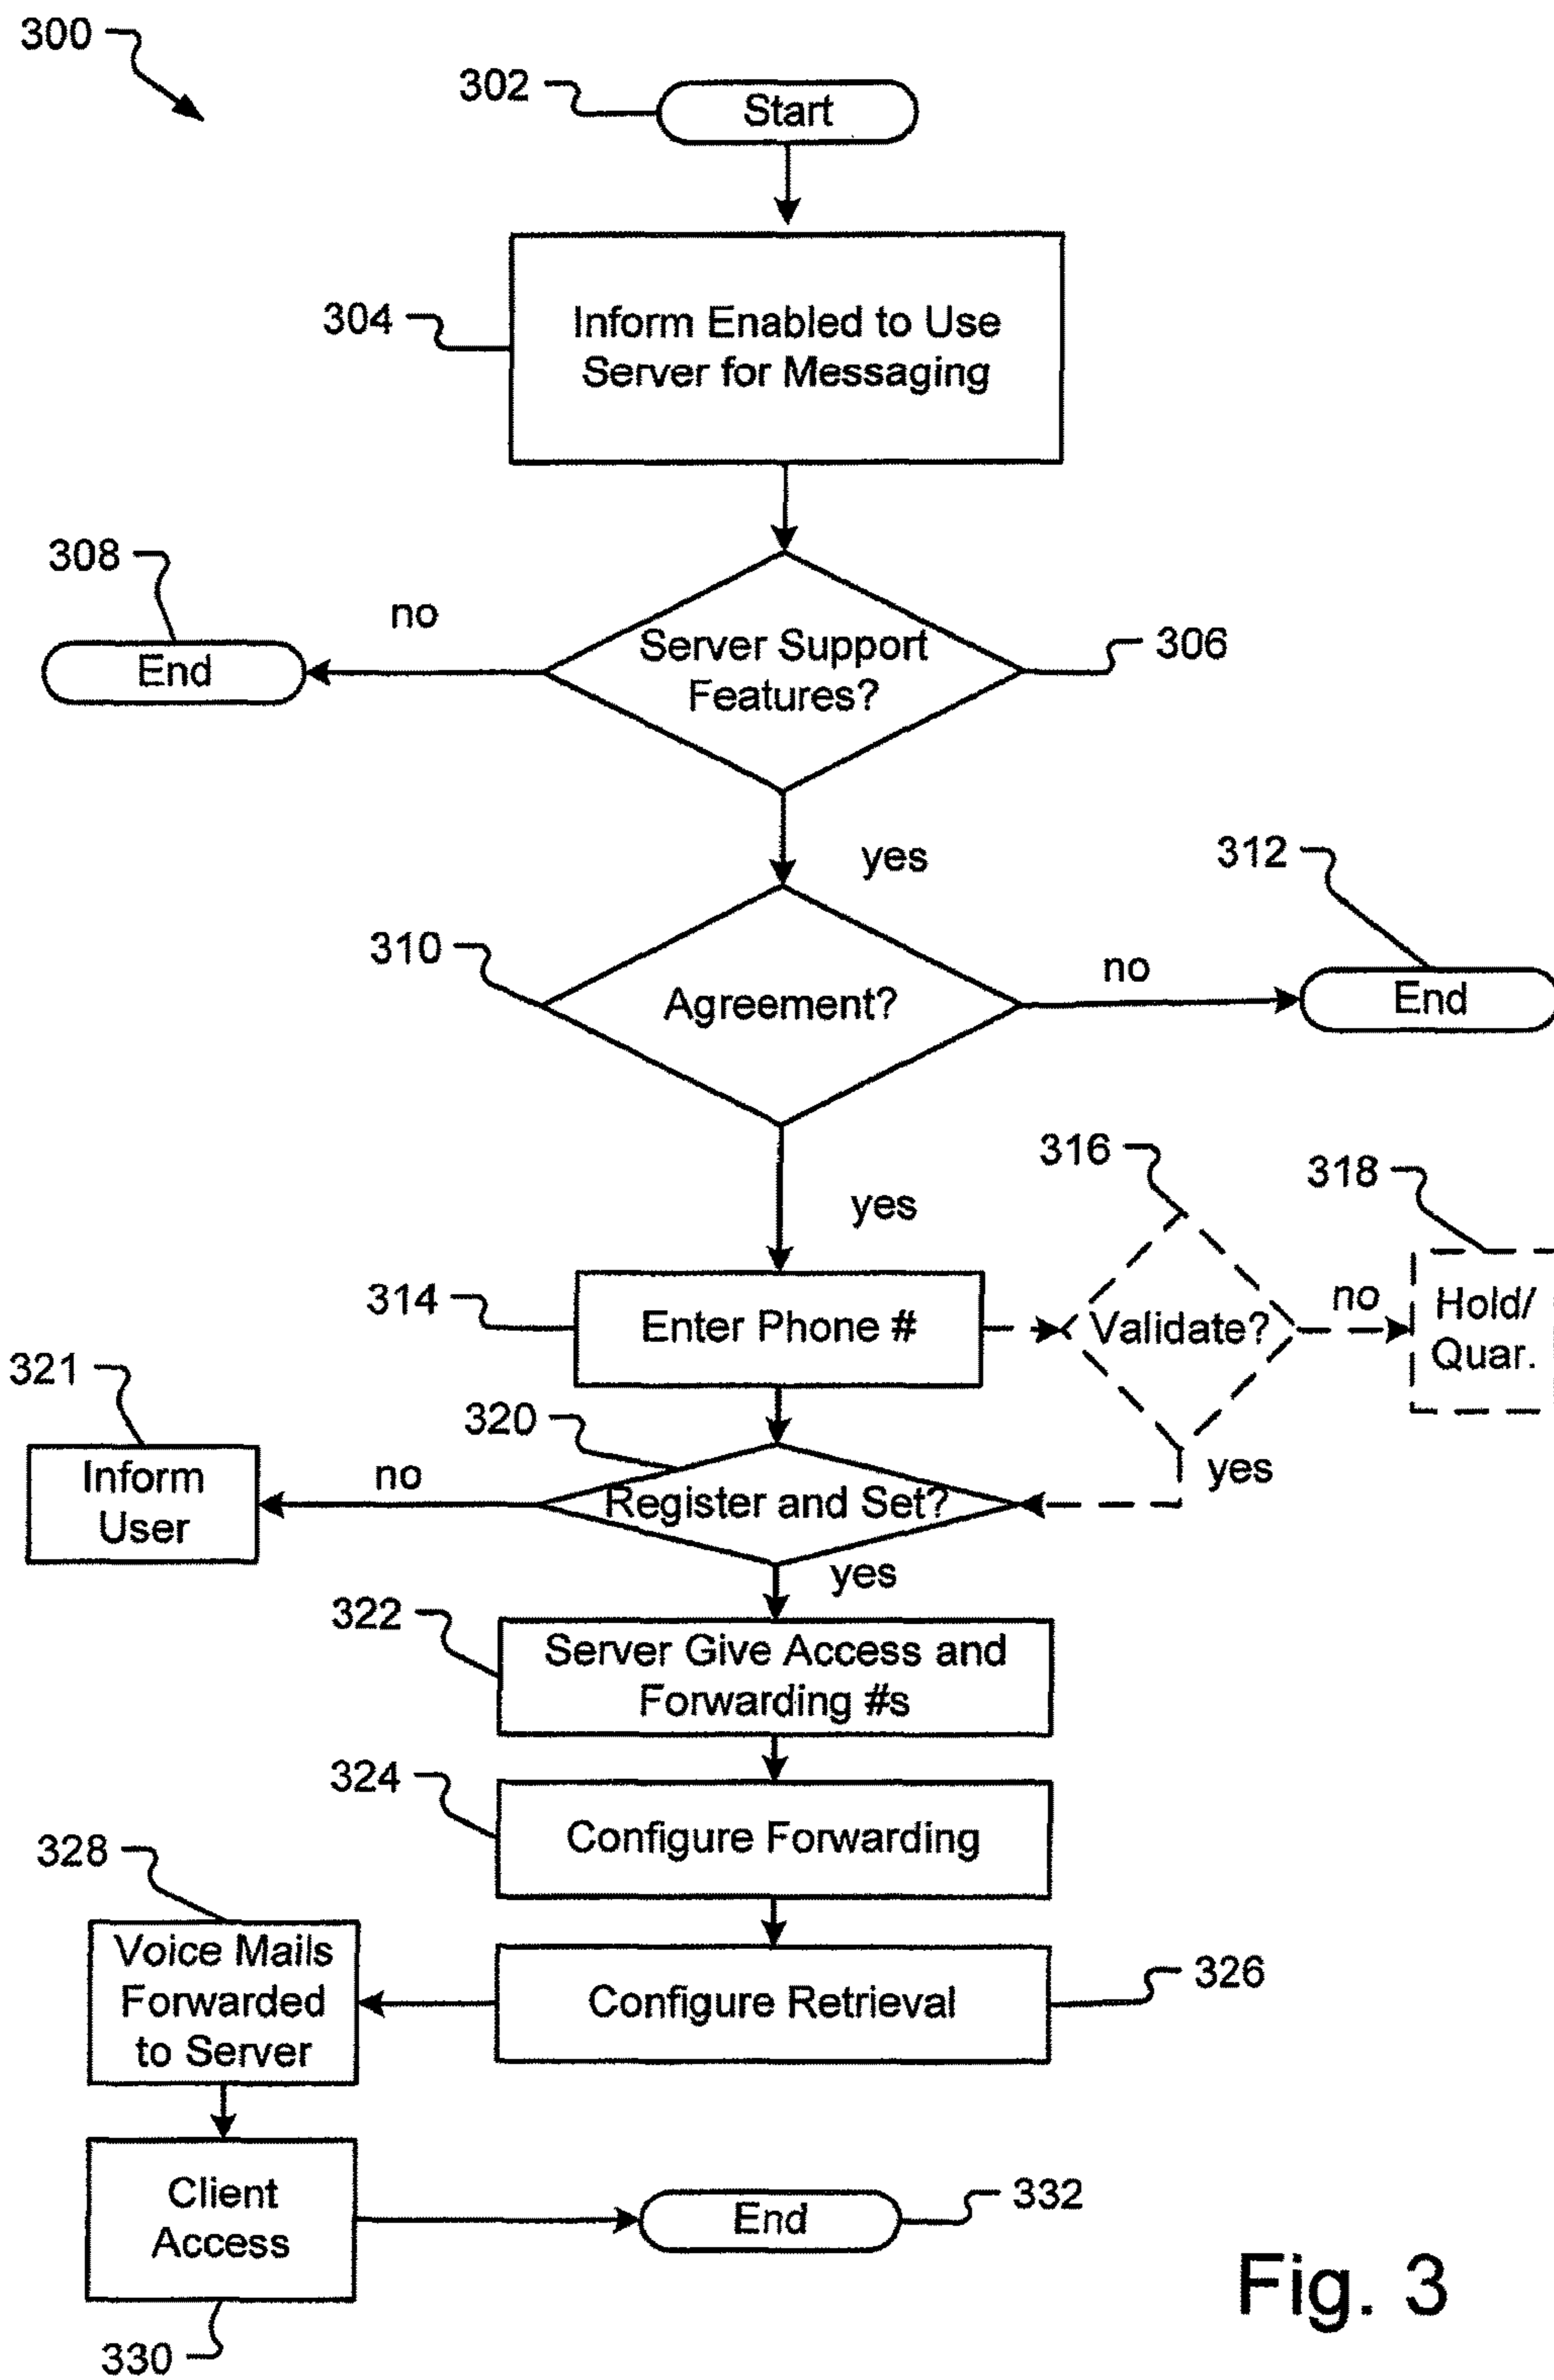 300
302
Start
304
Inform Enabled to Use
Server for Messaging
308
no
End
Server Support
Features?
306
yes
312
310
Agreement?
no
End
yes
316
318
314
Enter Phone #
Validate?
no
Hold/
Quar.
321
320
Inform
User
no
Register and Set?
yes
yes
322
Server Give Access and
Forwarding #s
324
Configure Forwarding
328
Voice Mails
Forwarded
to Server
Configure Retrieval
326
Client
Access
End
332
330
Fig. 3